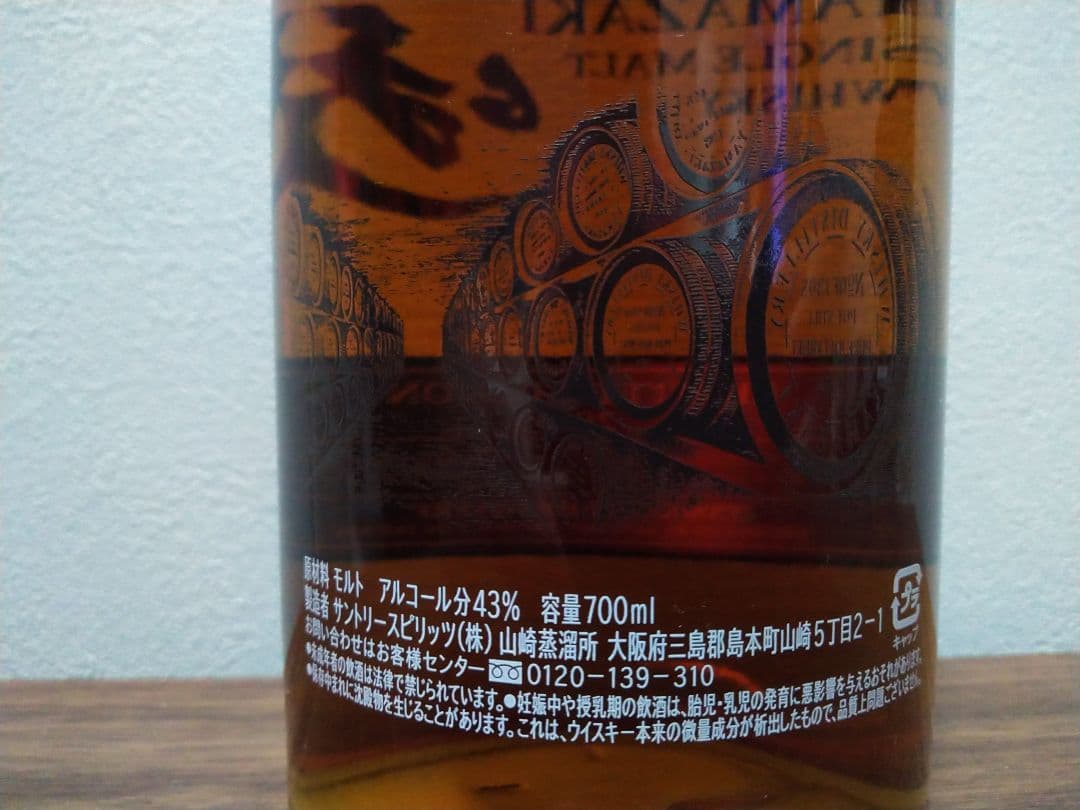 YAMAZAKI
SINGLE MALT
WHISKY
原材料 モルト アルコール分43% 容量700ml
製造者 サントリースピリッツ(株) 山崎蒸溜所 大阪府三島郡島本町山崎5丁目2-1
お問い合わせはお客様センター 0120-139-310
プラ
キャップ
●未成年者の飲酒は法律で禁じられています。●妊娠中や授乳期の飲酒は、胎児・乳児の発育に悪影響を与えるおそれがあります。
●保存中まれに沈殿物を生じることがあります。これは、ウイスキー本来の微量成分が析出したもので、品質上問題ございません。